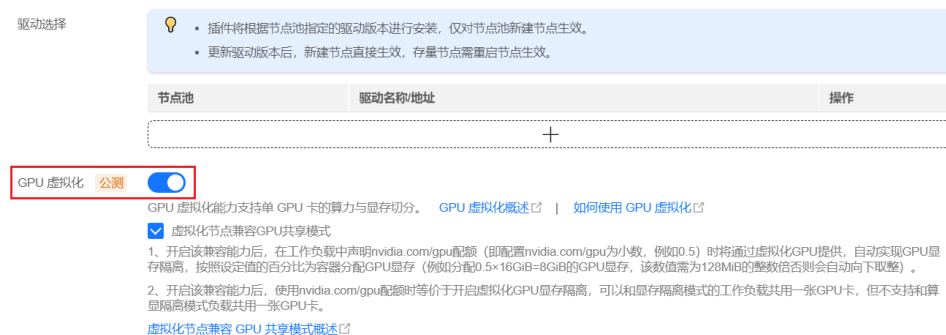 驱动选择
插件将根据节点池指定的驱动版本进行安装，仅对节点池新建节点生效。
更新驱动版本后，新建节点直接生效，存量节点需重启节点生效。
节点池 驱动名称/地址 操作
GPU 虚拟化 公测
GPU 虚拟化能力支持单 GPU 卡的算力与显存切分。 GPU 虚拟化概述 | 如何使用 GPU 虚拟化
虚拟化节点兼容GPU共享模式
1、开启该兼容能力后，在工作负载中声明nvidia.com/gpu配额（即配置nvidia.com/gpu为小数，例如0.5）时将通过虚拟化GPU提供，自动实现GPU显
存隔离，按照设定值的百分比为容器分配GPU显存（例如分配0.5×16GiB=8GiB的GPU显存，该数值需为128MiB的整数倍否则会自动向下取整）。
2、开启该兼容能力后，使用nvidia.com/gpu配额时等价于开启虚拟化GPU显存隔离，可以和显存隔离模式的工作负载共用一张GPU卡，但不支持和算
显隔离模式负载共用一张GPU卡。
虚拟化节点兼容 GPU 共享模式概述